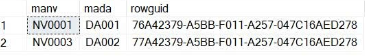 manv mada rowguid
1 NV0001 DA001 76A42379-A5BB-F011-A257-047C16AED278
2 NV0003 DA002 77A42379-A5BB-F011-A257-047C16AED278